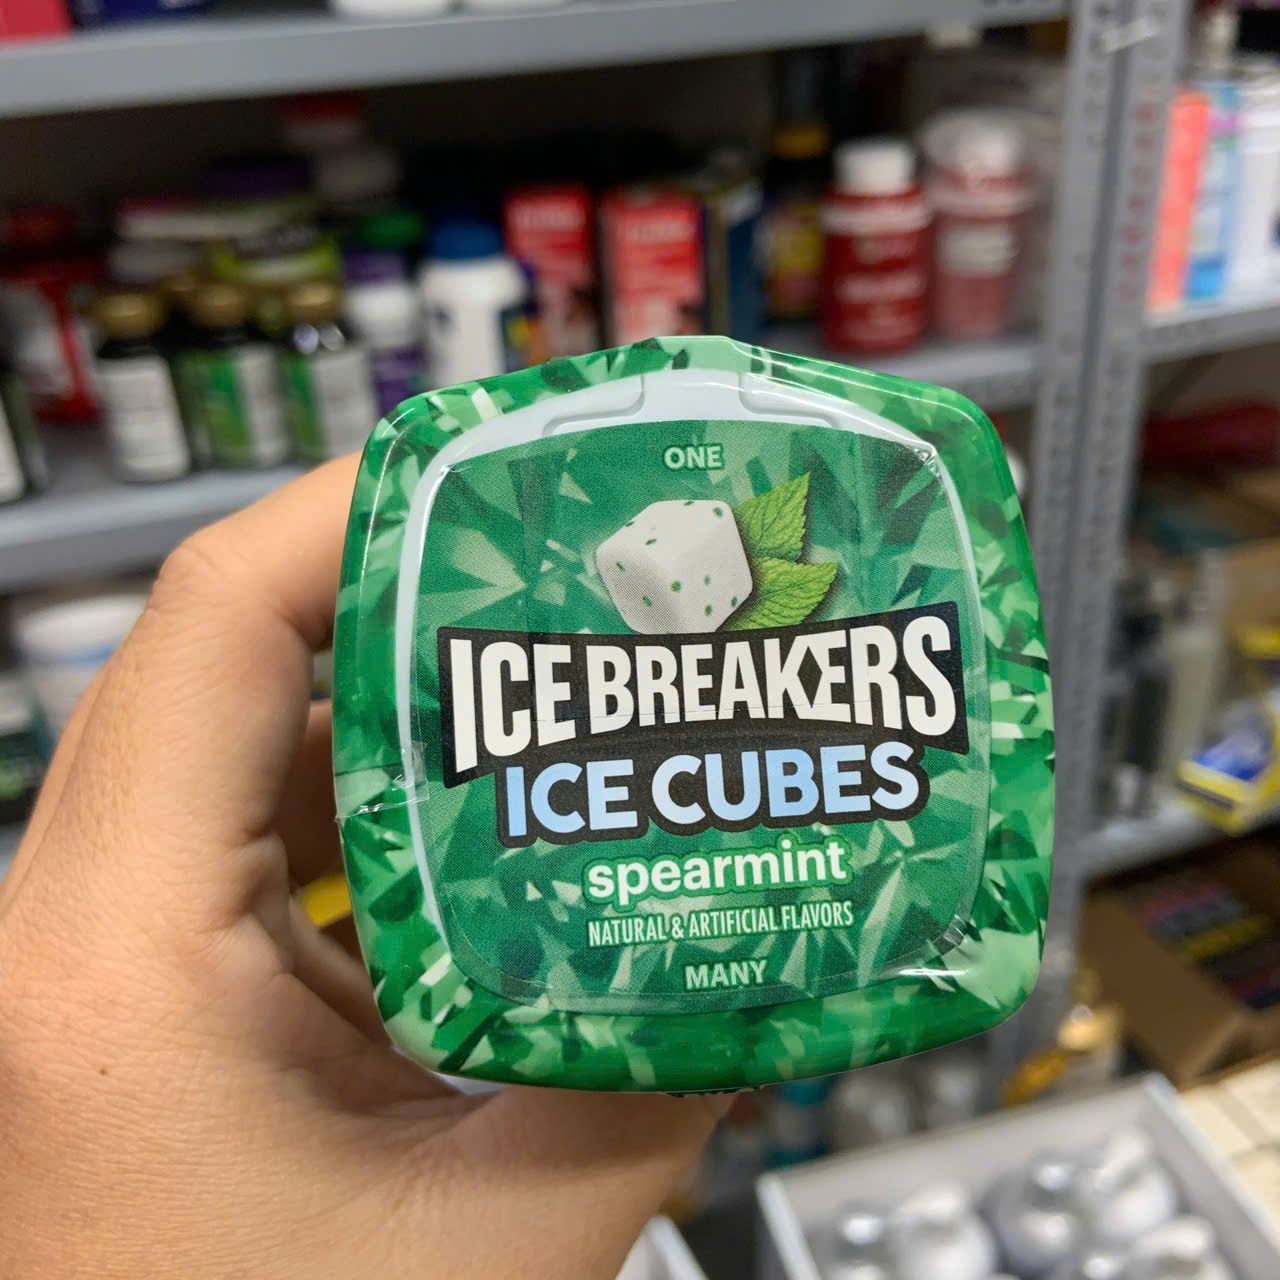 ONE
ICE BREAKERS
ICE CUBES
spearmint
NATURAL & ARTIFICIAL FLAVORS
MANY